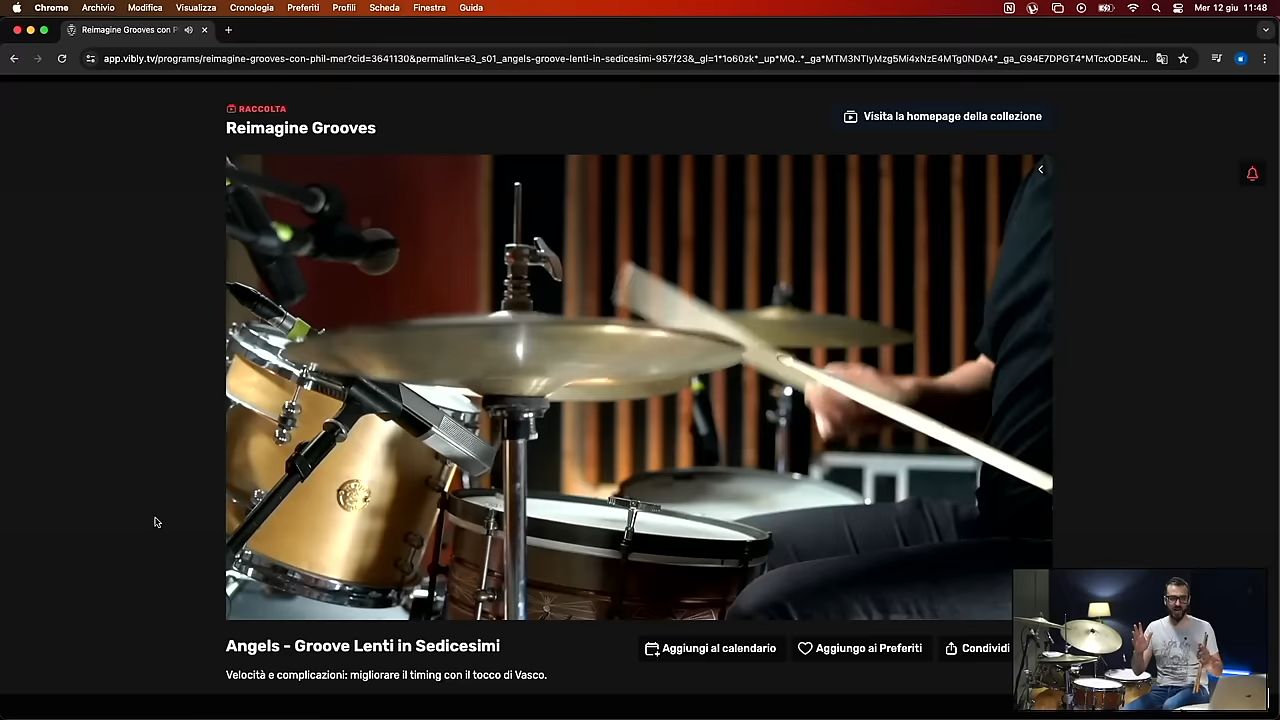 Chrome Archivio Modifica Visualizza Cronologia Preferiti Profili Scheda Finestra Guida Mer 12 giu 11:48
Reimagine Grooves con P
app.vibly.tv/programs/reimagine-grooves-con-phil-mer?cid=3641130&permalink=e3_s01_angels-groove-lenti-in-sedicesimi-957f23&_gl=1*1o60zk*_up*MQ..*_ga*MTM3NTIyMzg5Mi4xNzE4MTg0NDA4*_ga_G94E7DPGT4*MTcxODE4N...
RACCOLTA
Reimagine Grooves
Visita la homepage della collezione
Angels - Groove Lenti in Sedicesimi
Aggiungi al calendario
Aggiungo ai Preferiti
Condividi
Velocità e complicazioni: migliorare il timing con il tocco di Vasco.